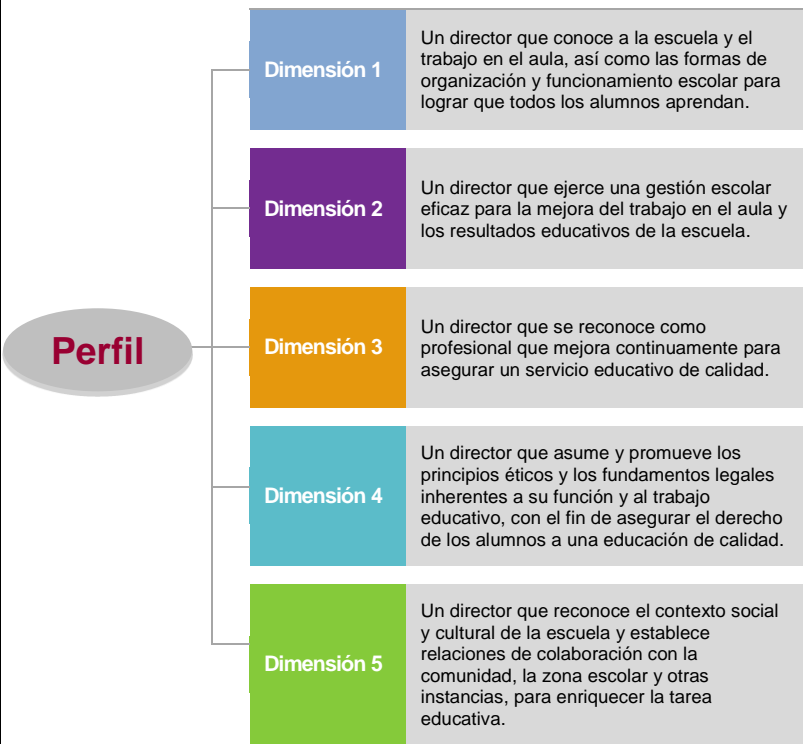 Perfil
Dimensión 1
Un director que conoce a la escuela y el
trabajo en el aula, así como las formas de
organización y funcionamiento escolar para
lograr que todos los alumnos aprendan.
Dimensión 2
Un director que ejerce una gestión escolar
eficaz para la mejora del trabajo en el aula y
los resultados educativos de la escuela.
Dimensión 3
Un director que se reconoce como
profesional que mejora continuamente para
asegurar un servicio educativo de calidad.
Dimensión 4
Un director que asume y promueve los
principios éticos y los fundamentos legales
inherentes a su función y al trabajo
educativo, con el fin de asegurar el derecho
de los alumnos a una educación de calidad.
Dimensión 5
Un director que reconoce el contexto social
y cultural de la escuela y establece
relaciones de colaboración con la
comunidad, la zona escolar y otras
instancias, para enriquecer la tarea
educativa.